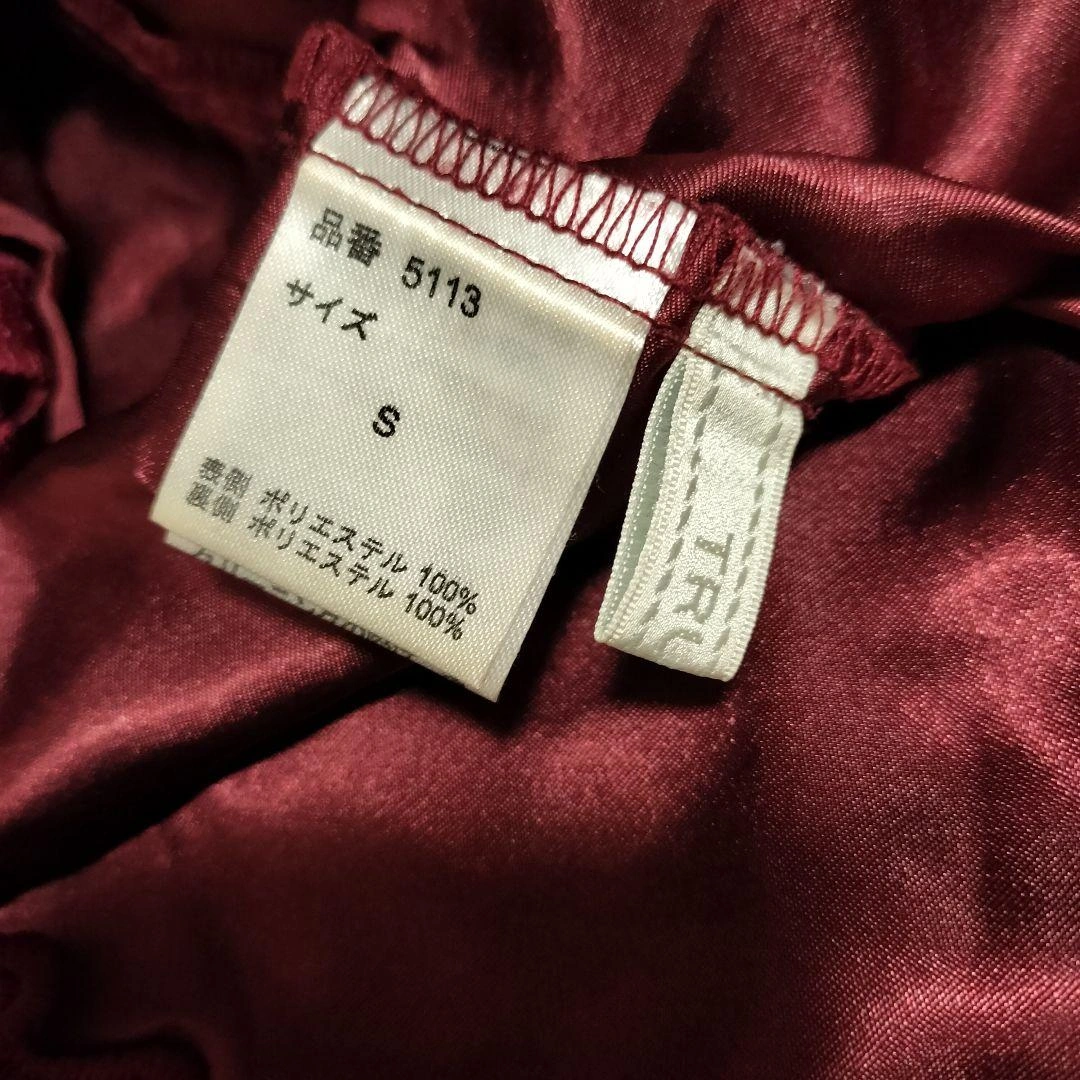 品番 5113
サイズ
S
表側 ポリエステル 100%
裏側 ポリエステル 100%
TR